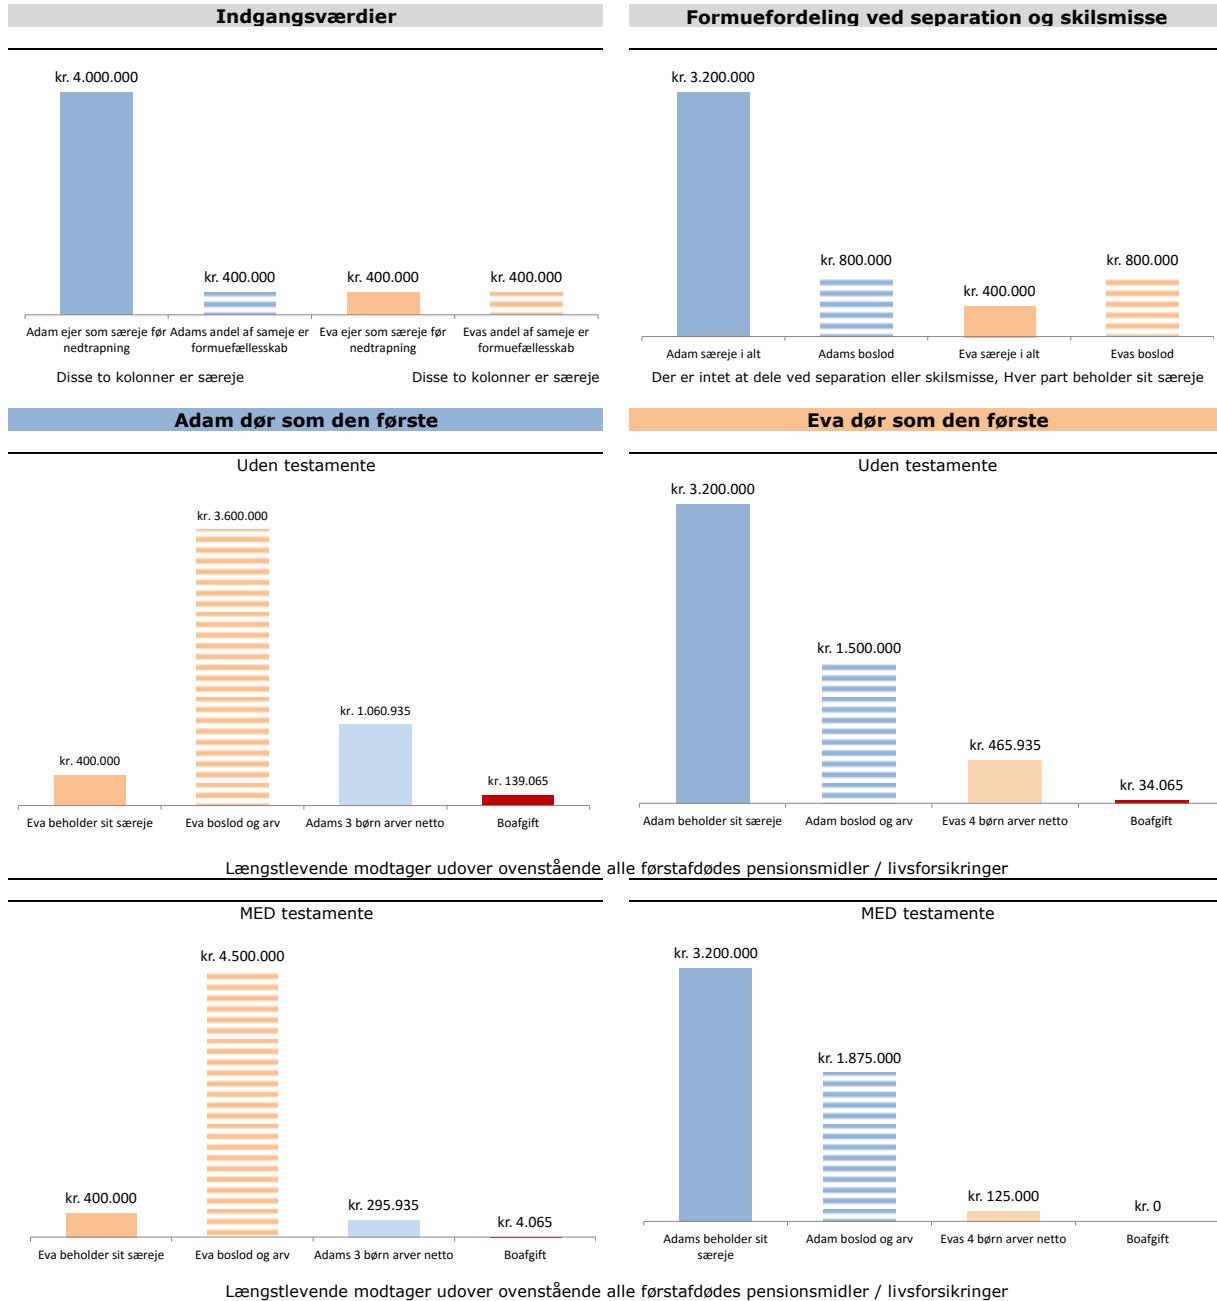 Indgangsværdier
kr. 4.000.000
kr. 400.000
kr. 400.000
kr. 400.000
Adam ejer som særeje før
nedtrapning
Adams andel af sameje er
formuefællesskab
Eva ejer som særeje før
nedtrapning
Evas andel af sameje er
formuefællesskab
Disse to kolonner er særeje
Disse to kolonner er særeje
Formuefordeling ved separation og skilsmisse
kr. 3.200.000
kr. 800.000
kr. 400.000
kr. 800.000
Adam særeje i alt
Adams boslod
Eva særeje i alt
Evas boslod
Der er intet at dele ved separation eller skilsmisse, Hver part beholder sit særeje
Adam dør som den første
Uden testamente
kr. 400.000
kr. 3.600.000
kr. 1.060.935
kr. 139.065
Eva beholder sit særeje
Eva boslod og arv
Adams 3 børn arver netto
Boafgift
Eva dør som den første
Uden testamente
kr. 3.200.000
kr. 1.500.000
kr. 465.935
kr. 34.065
Adam beholder sit særeje
Adam boslod og arv
Evas 4 børn arver netto
Boafgift
Længstlevende modtager udover ovenstående alle førstafdødes pensionsmidler / livsforsikringer
MED testamente
kr. 400.000
kr. 4.500.000
kr. 295.935
kr. 4.065
Eva beholder sit særeje
Eva boslod og arv
Adams 3 børn arver netto
Boafgift
MED testamente
kr. 3.200.000
kr. 1.875.000
kr. 125.000
kr. 0
Adams beholder sit
særeje
Adam boslod og arv
Evas 4 børn arver netto
Boafgift
Længstlevende modtager udover ovenstående alle førstafdødes pensionsmidler / livsforsikringer